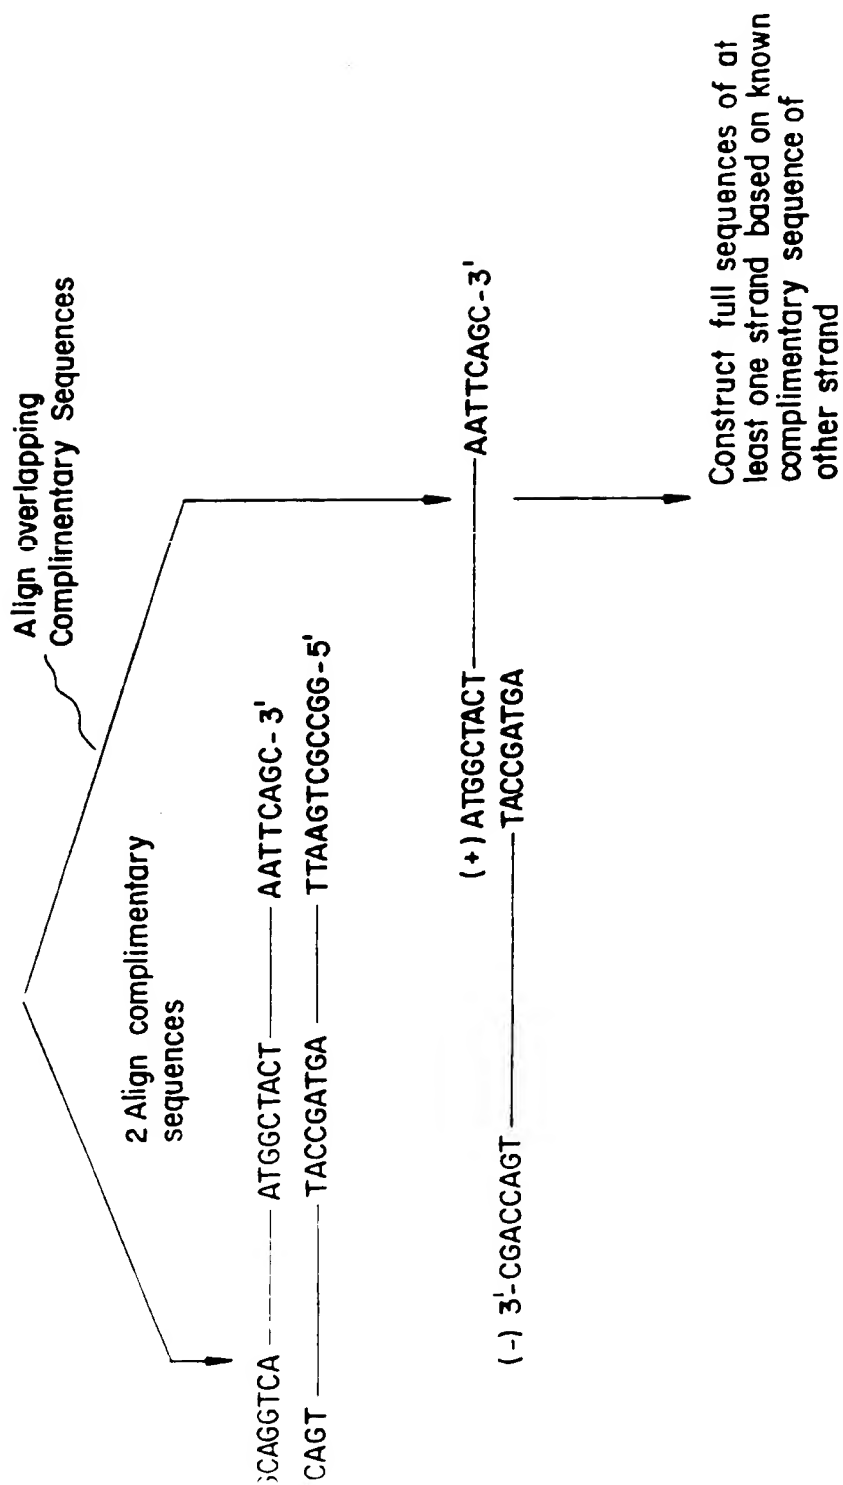 Align overlapping
Complimentary Sequences
2 Align complimentary
sequences
CAGGTCA ATGGCTACT AATTCAGC-3'
CAGT TACCGATGA TTAAGTCGCCGG-5'
(+) ATGGCTACT AATTCAGC-3'
(-) 3'-CGACCAGT TACCGATGA
Construct full sequences of at
least one strand based on known
complimentary sequence of
other strand